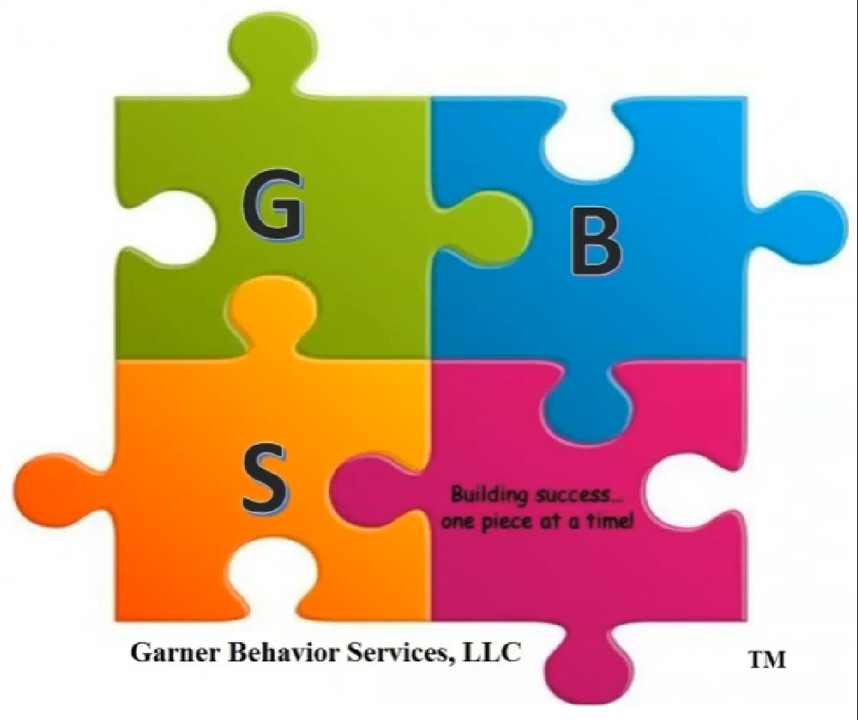 G
B
S
Building success...
one piece at a time!
Garner Behavior Services, LLC
TM